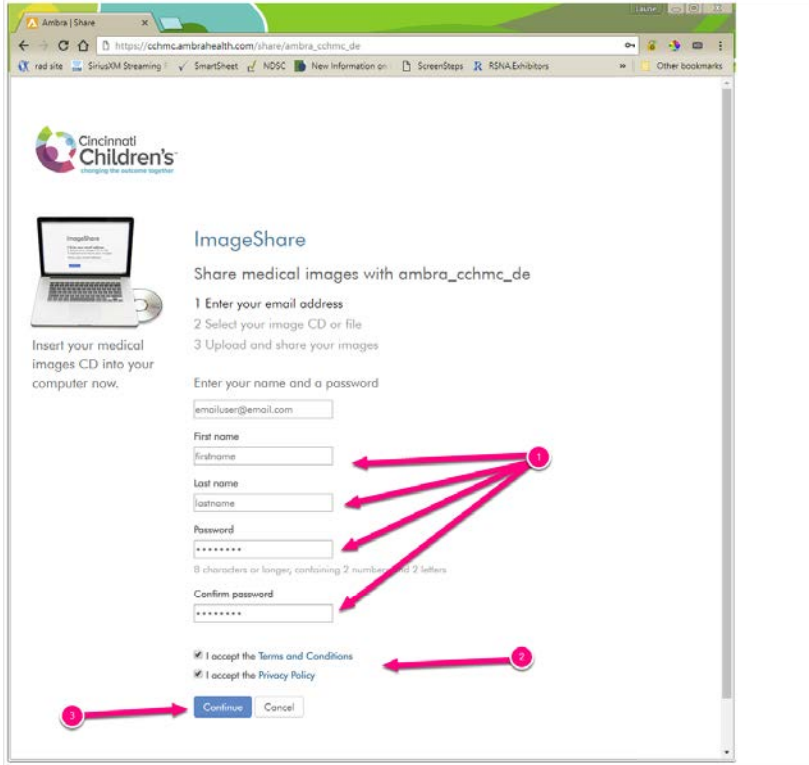 Laurie
Ambra | Share
https://cchmc.ambrahealth.com/share/ambra_cchmc_de
rad site SiriusXM Streaming SmartSheet NDSC New Information on ScreenSteps RSNA Exhibitors » Other bookmarks
Cincinnati
Children's
changing the outcome together
ImageShare
ImageShare
Share medical images with ambra_cchmc_de
1 Enter your email address
2 Select your image CD or file
3 Upload and share your images
Insert your medical
images CD into your
computer now.
Enter your name and a password
emailuser@email.com
First name
firstname
1
Last name
lastname
Password
••••••••
8 characters or longer, containing 2 numbers and 2 letters
Confirm password
••••••••
I accept the Terms and Conditions
2
I accept the Privacy Policy
3
Continue Cancel